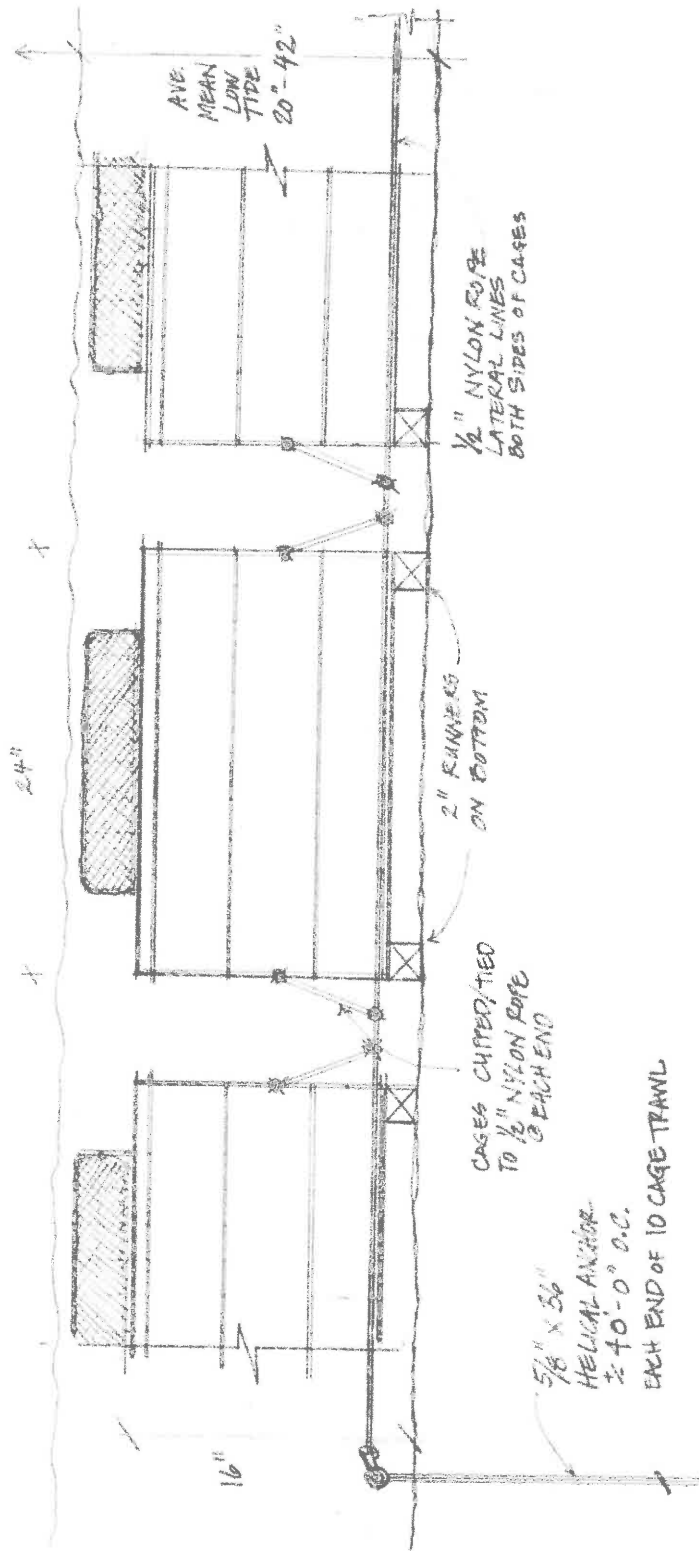 24"
AVE.
MEAN
LOW
TIDE
20"-42"
16"
CAGES CLIPPED/TIED
TO 1/2" NYLON ROPE
@ EACH END
2" RUNNERS
ON BOTTOM
1/2" NYLON ROPE
LATERAL LINES
BOTH SIDES OF CAGES
5/8" x 36"
HELICAL ANCHOR
± 40'-0" O.C.
EACH END OF 10 CAGE TRAWL